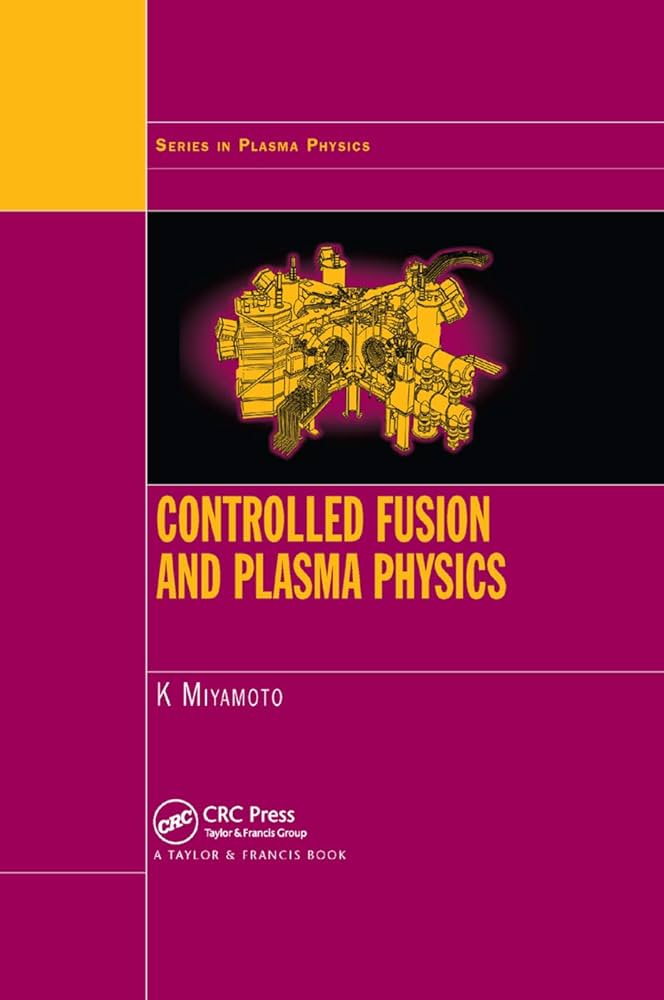 SERIES IN PLASMA PHYSICS
CONTROLLED FUSION
AND PLASMA PHYSICS
K MIYAMOTO
CRC
CRC Press
Taylor & Francis Group
A TAYLOR & FRANCIS BOOK